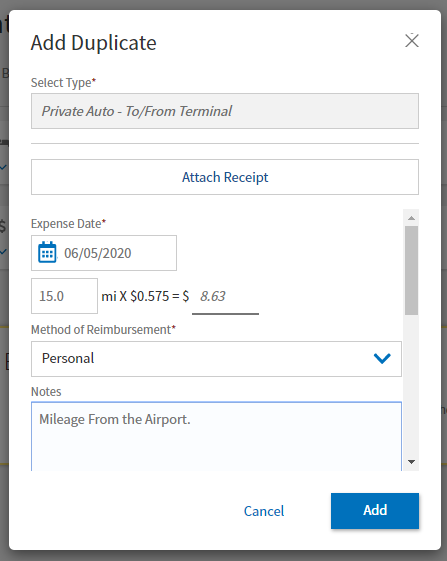 Add Duplicate
Select Type*
Private Auto - To/From Terminal
Attach Receipt
Expense Date*
06/05/2020
15.0 mi X $0.575 = $ 8.63
Method of Reimbursement*
Personal
Notes
Mileage From the Airport.
Cancel Add